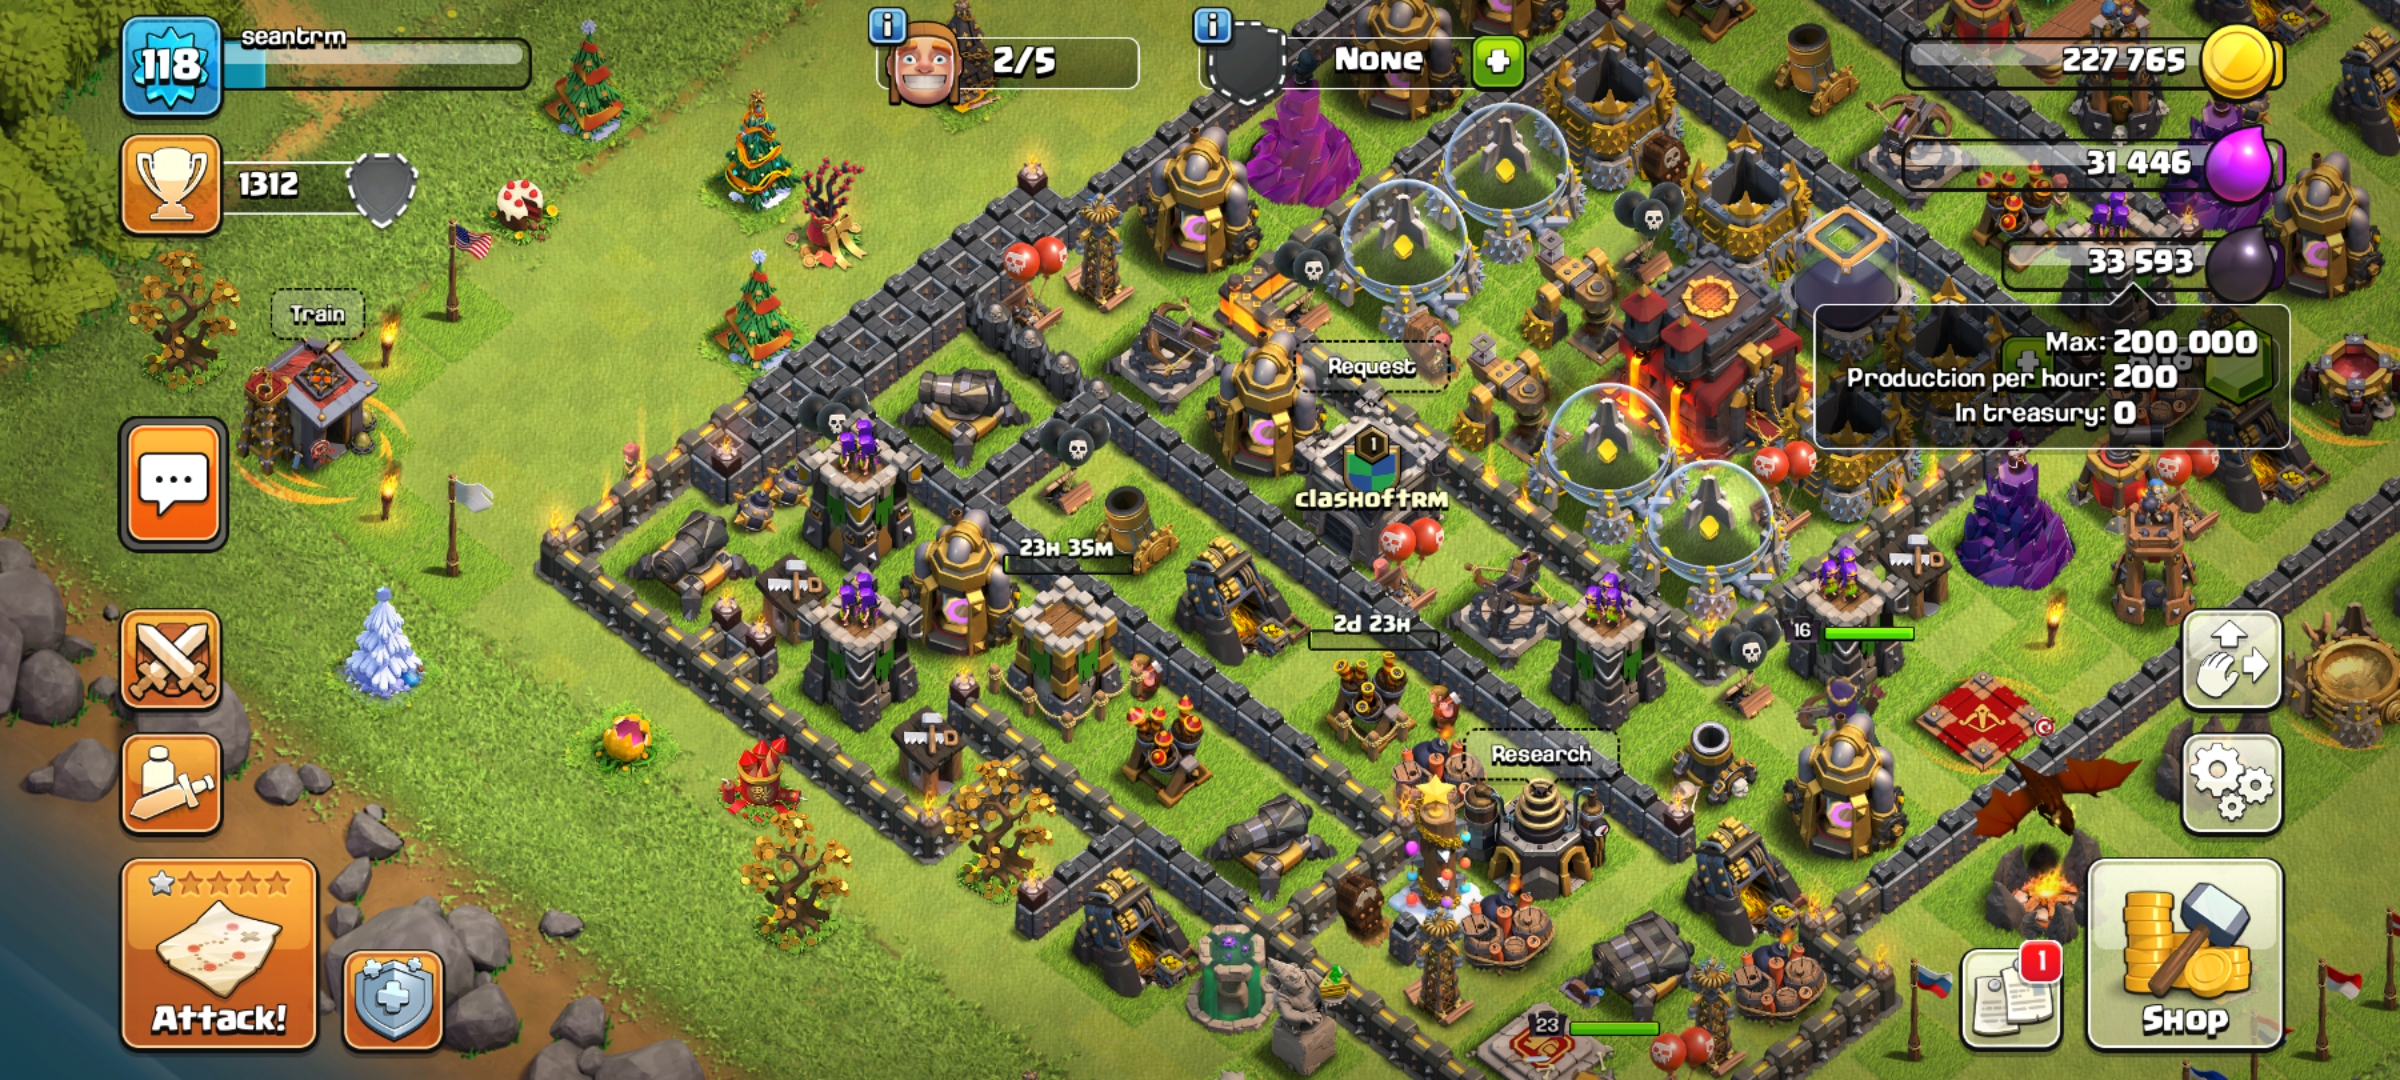 118
seantrm
2/5
None
227 765
1312
31 446
33 593
Train
Max: 200 000
Production per hour: 200
In treasury: 0
Request
1
clashoftrm
23H 35M
2d 23H
16
Research
Attack!
23
1
Shop